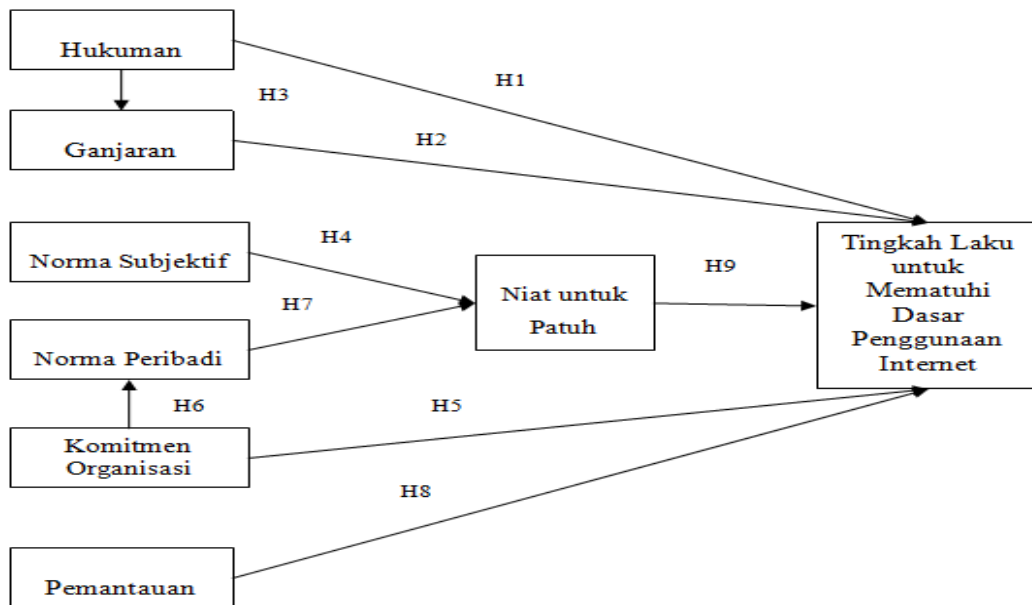 Hukuman
H1
H3
Ganjaran
H2
Norma Subjektif
H4
H9
Tingkah Laku
untuk
Mematuhi
Dasar
Penggunaan
Internet
Niat untuk
Patuh
H7
Norma Peribadi
H6
H5
Komitmen
Organisasi
H8
Pemantauan